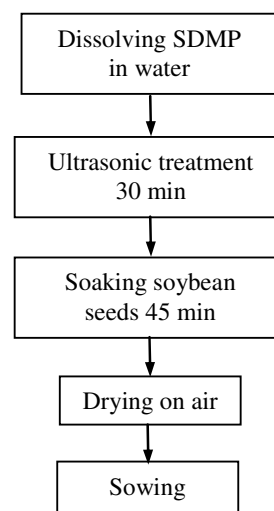 Dissolving SDMP
in water
Ultrasonic treatment
30 min
Soaking soybean
seeds 45 min
Drying on air
Sowing